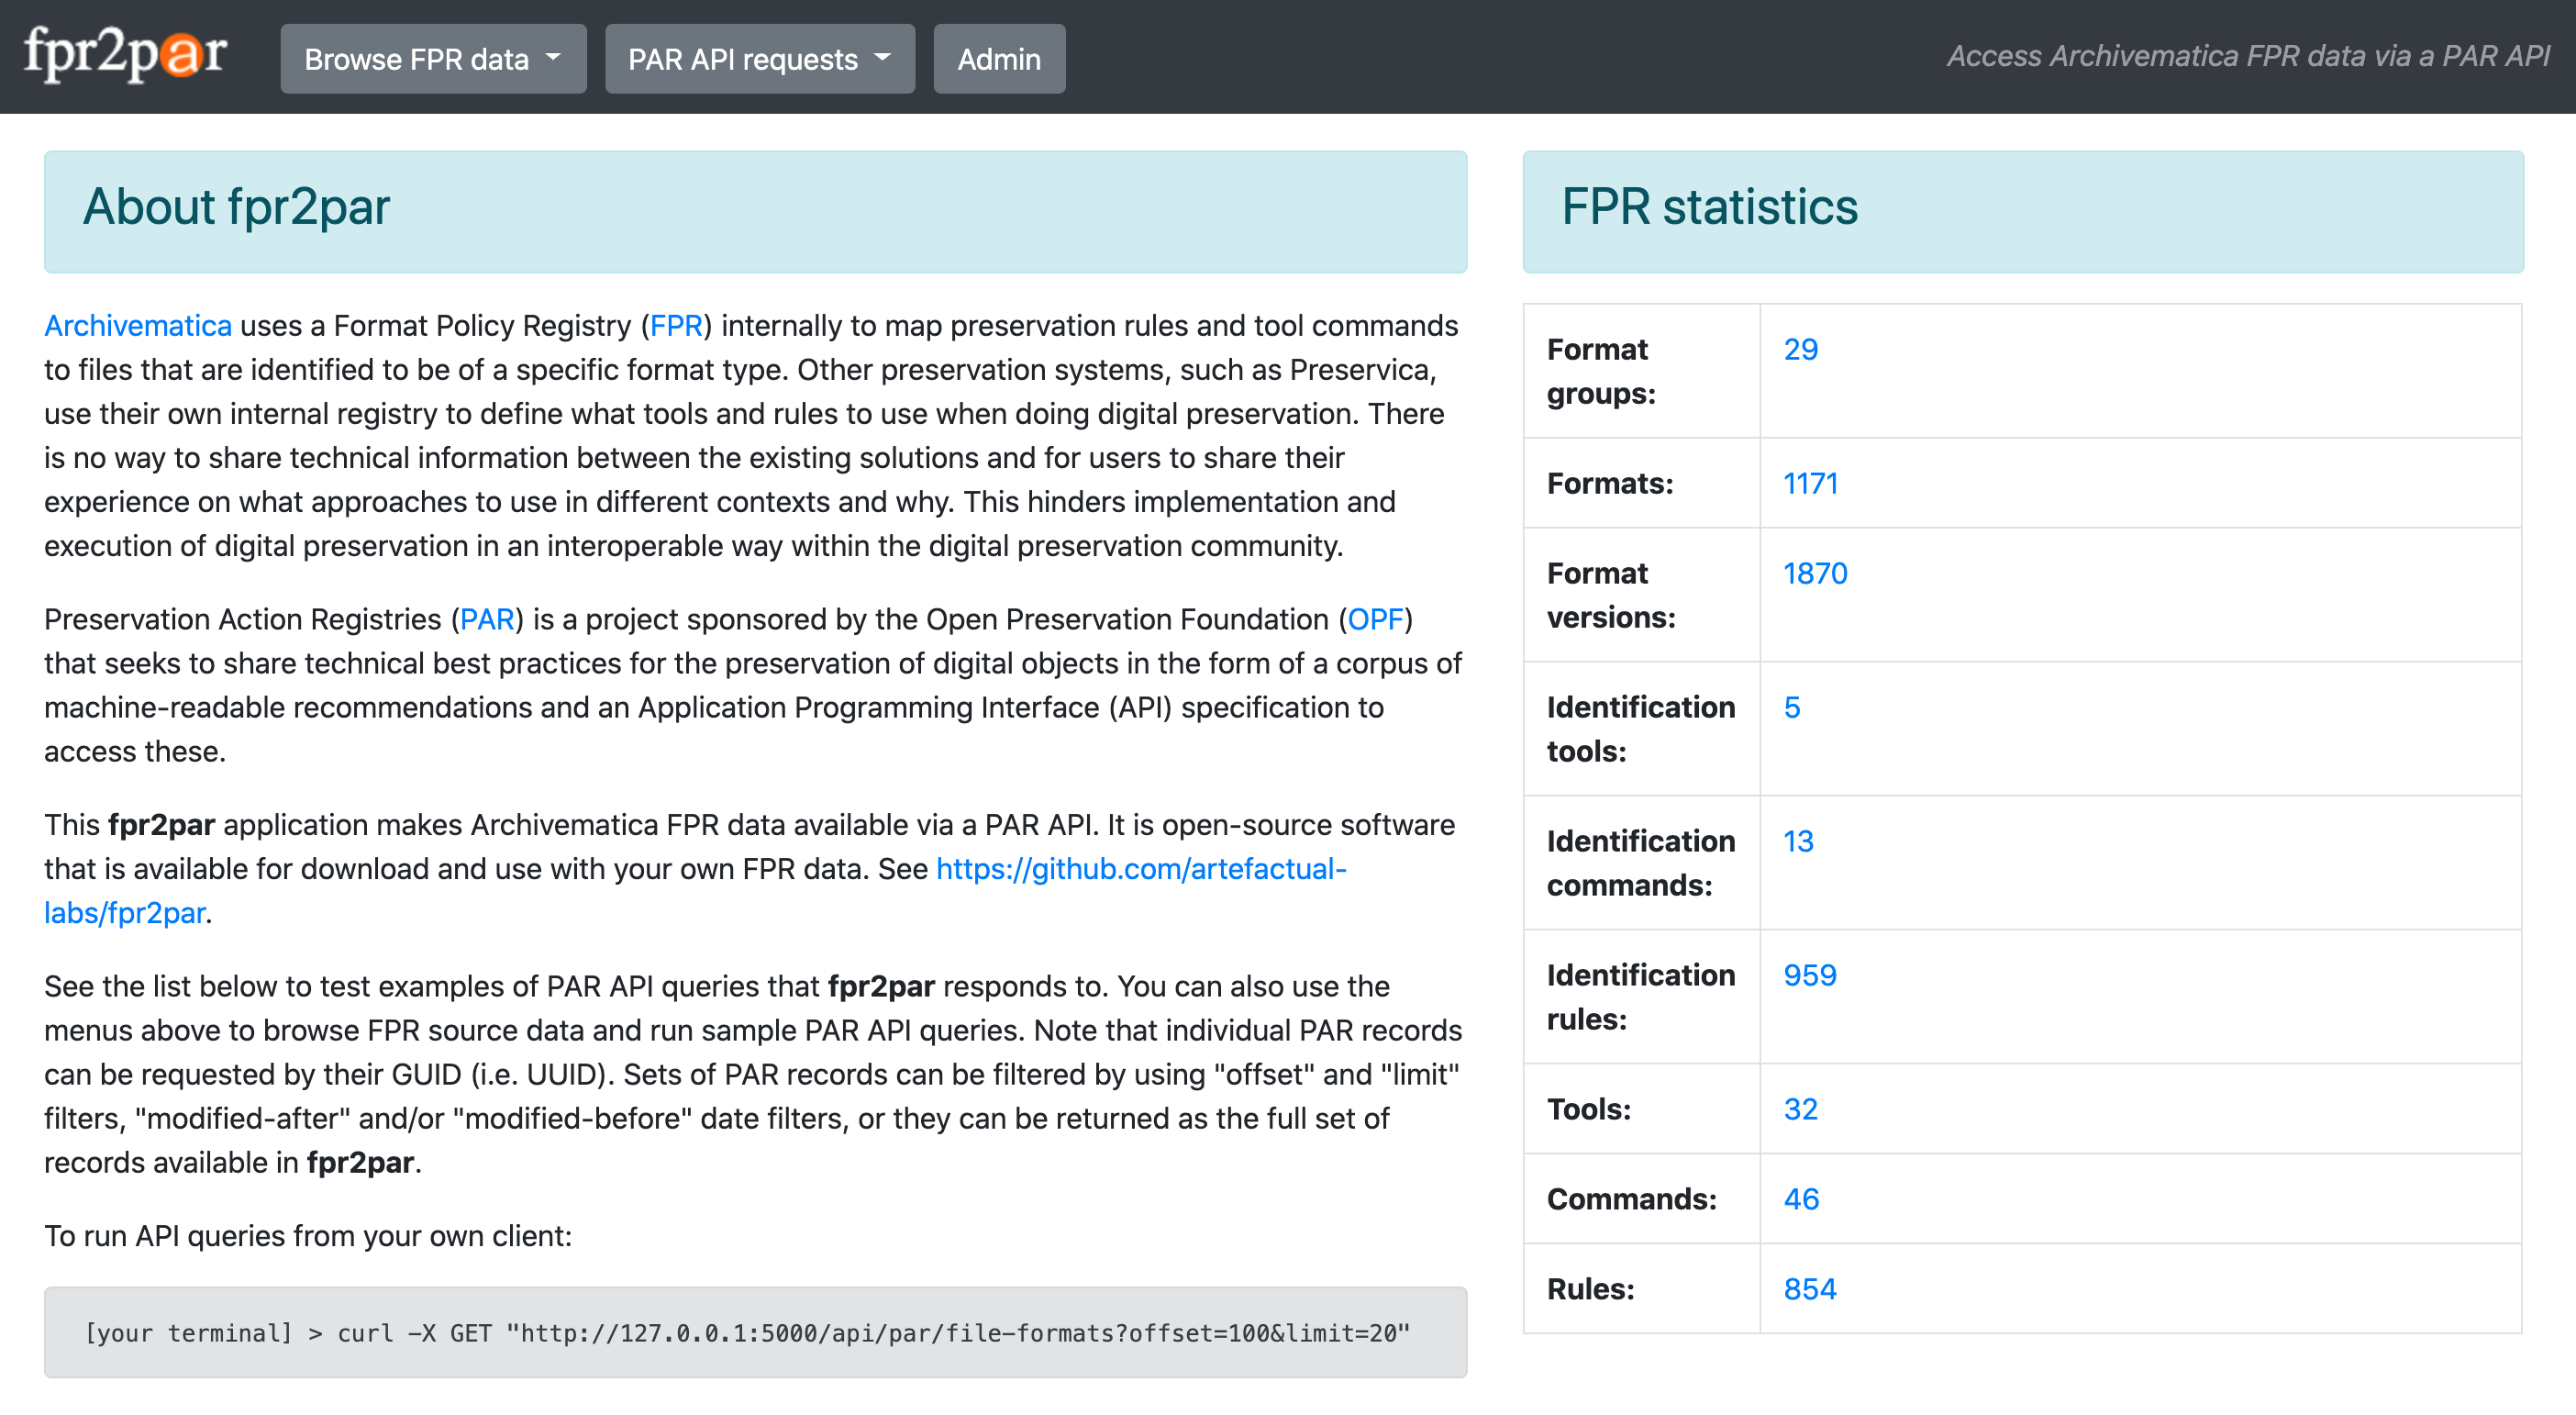 fpr2par
Browse FPR data
PAR API requests
Admin
Access Archivematica FPR data via a PAR API
About fpr2par
Archivematica uses a Format Policy Registry (FPR) internally to map preservation rules and tool commands
to files that are identified to be of a specific format type. Other preservation systems, such as Preservica,
use their own internal registry to define what tools and rules to use when doing digital preservation. There
is no way to share technical information between the existing solutions and for users to share their
experience on what approaches to use in different contexts and why. This hinders implementation and
execution of digital preservation in an interoperable way within the digital preservation community.
Preservation Action Registries (PAR) is a project sponsored by the Open Preservation Foundation (OPF)
that seeks to share technical best practices for the preservation of digital objects in the form of a corpus of
machine-readable recommendations and an Application Programming Interface (API) specification to
access these.
This fpr2par application makes Archivematica FPR data available via a PAR API. It is open-source software
that is available for download and use with your own FPR data. See https://github.com/artefactual-
labs/fpr2par.
See the list below to test examples of PAR API queries that fpr2par responds to. You can also use the
menus above to browse FPR source data and run sample PAR API queries. Note that individual PAR records
can be requested by their GUID (i.e. UUID). Sets of PAR records can be filtered by using "offset" and "limit"
filters, "modified-after" and/or "modified-before" date filters, or they can be returned as the full set of
records available in fpr2par.
To run API queries from your own client:
[your terminal] > curl -X GET "http://127.0.0.1:5000/api/par/file-formats?offset=100&limit=20"
FPR statistics
Format 29
groups:
Formats: 1171
Format 1870
versions:
Identification 5
tools:
Identification 13
commands:
Identification 959
rules:
Tools: 32
Commands: 46
Rules: 854